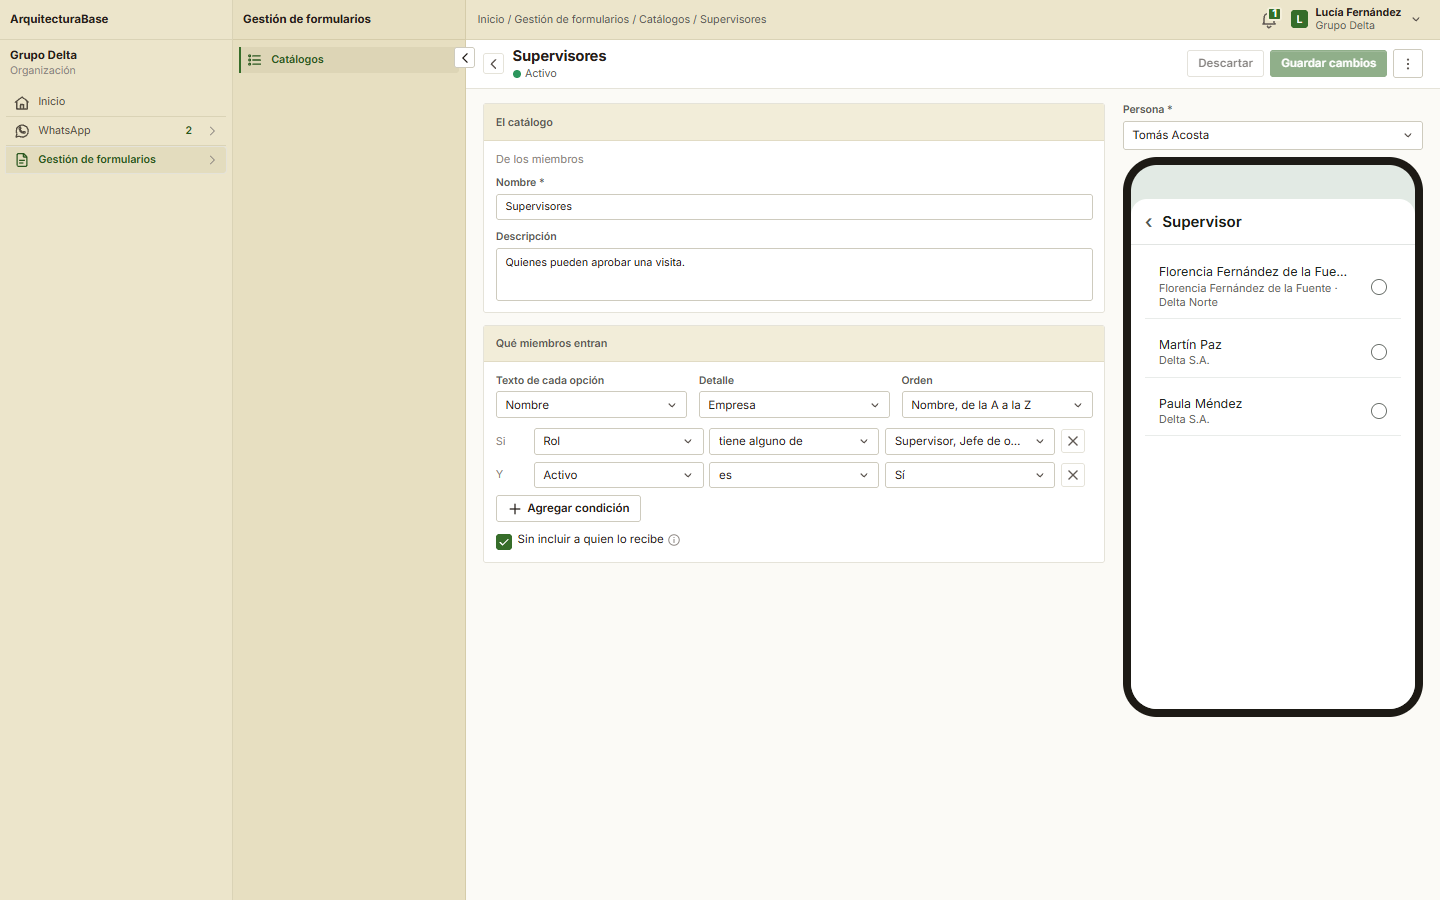 ArquitecturaBase
Grupo Delta
Organización
Inicio
WhatsApp 2
Gestión de formularios
Gestión de formularios
Catálogos
Inicio / Gestión de formularios / Catálogos / Supervisores
1
L
Lucía Fernández
Grupo Delta
Supervisores
Activo
Descartar
Guardar cambios
El catálogo
De los miembros
Nombre *
Supervisores
Descripción
Quienes pueden aprobar una visita.
Qué miembros entran
Texto de cada opción Detalle Orden
Nombre Empresa Nombre, de la A a la Z
Si Rol tiene alguno de Supervisor, Jefe de o...
Y Activo es Sí
Agregar condición
Sin incluir a quien lo recibe
Persona *
Tomás Acosta
Supervisor
Florencia Fernández de la Fue...
Florencia Fernández de la Fuente ·
Delta Norte
Martín Paz
Delta S.A.
Paula Méndez
Delta S.A.